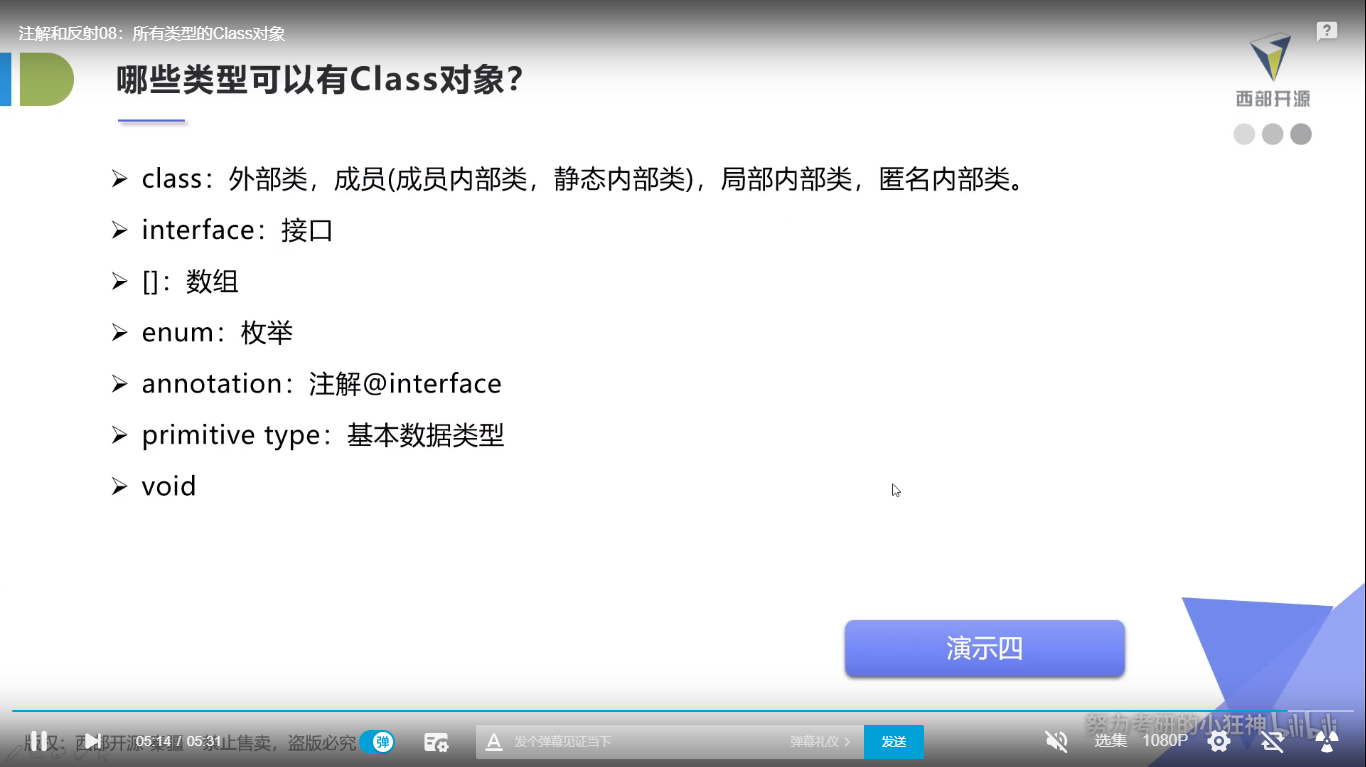 注解和反射08：所有类型的Class对象
?
哪些类型可以有Class对象？
西部开源
class：外部类，成员(成员内部类，静态内部类)，局部内部类，匿名内部类。
interface：接口
[]：数组
enum：枚举
annotation：注解@interface
primitive type：基本数据类型
void
演示四
努力考研的小狂神
bilibili
版权：西部开源
禁止售卖，盗版必究
05:14 / 05:31
弹
A
发个弹幕见证当下
弹幕礼仪 >
发送
选集
1080P